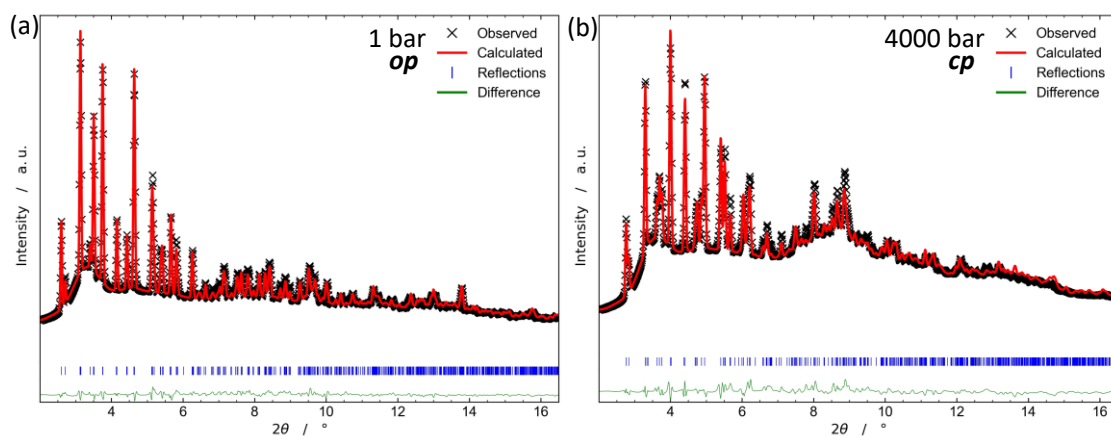 (a)
1 bar
op
Observed
Calculated
Reflections
Difference
Intensity / a. u.
4 6 8 10 12 14 16
2θ / °
(b)
4000 bar
cp
Observed
Calculated
Reflections
Difference
Intensity / a. u.
4 6 8 10 12 14 16
2θ / °